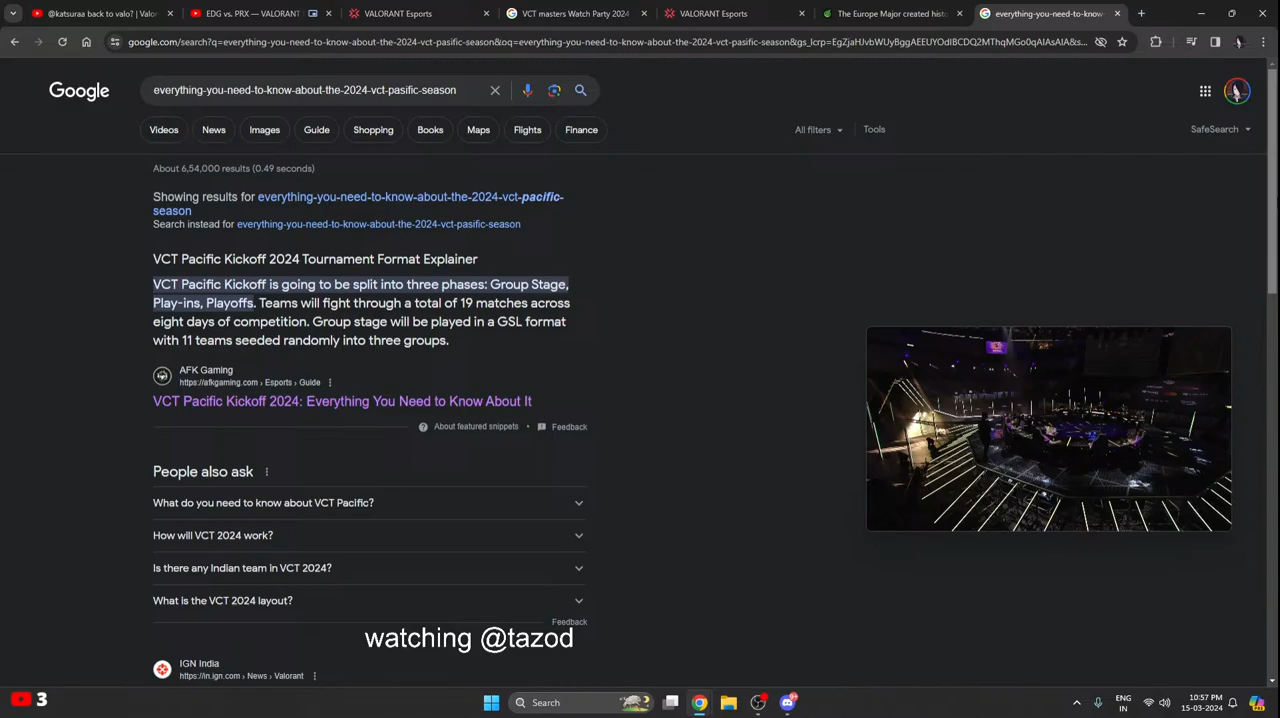 @katsuraa back to valo? | Valor
EDG vs. PRX — VALORANT
VALORANT Esports
VCT masters Watch Party 2024
VALORANT Esports
The Europe Major created histo
everything-you-need-to-know-
google.com/search?q=everything-you-need-to-know-about-the-2024-vct-pasific-season&oq=everything-you-need-to-know-about-the-2024-vct-pasific-season&gs_lcrp=EgZjaHJvbWUyBggAEEUYOdIBCDQ2MThqMGo0qAIAsAIA&s...
Google
everything-you-need-to-know-about-the-2024-vct-pasific-season
Videos
News
Images
Guide
Shopping
Books
Maps
Flights
Finance
All filters
Tools
SafeSearch
About 6,54,000 results (0.49 seconds)
Showing results for everything-you-need-to-know-about-the-2024-vct-pacific-
season
Search instead for everything-you-need-to-know-about-the-2024-vct-pasific-season
VCT Pacific Kickoff 2024 Tournament Format Explainer
VCT Pacific Kickoff is going to be split into three phases: Group Stage,
Play-ins, Playoffs. Teams will fight through a total of 19 matches across
eight days of competition. Group stage will be played in a GSL format
with 11 teams seeded randomly into three groups.
AFK Gaming
https://afkgaming.com › Esports › Guide
VCT Pacific Kickoff 2024: Everything You Need to Know About It
About featured snippets • Feedback
People also ask
What do you need to know about VCT Pacific?
How will VCT 2024 work?
Is there any Indian team in VCT 2024?
What is the VCT 2024 layout?
Feedback
watching @tazod
IGN India
https://in.ign.com › News › Valorant
3
Search
ENG
IN
10:57 PM
15-03-2024